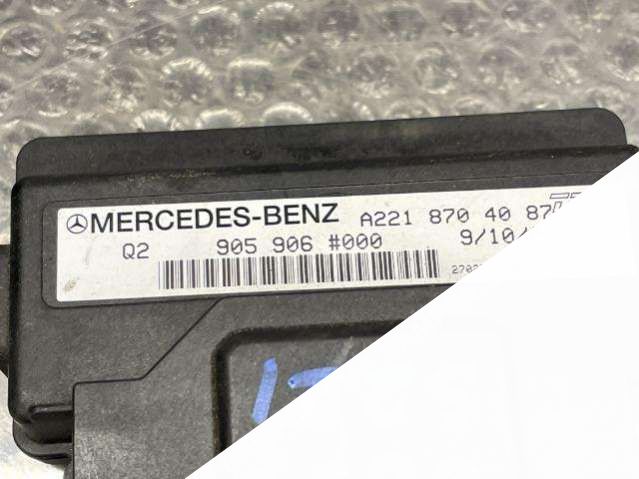 MERCEDES-BENZ A221 870 40 87
Q2 905 906 #000 9/10/